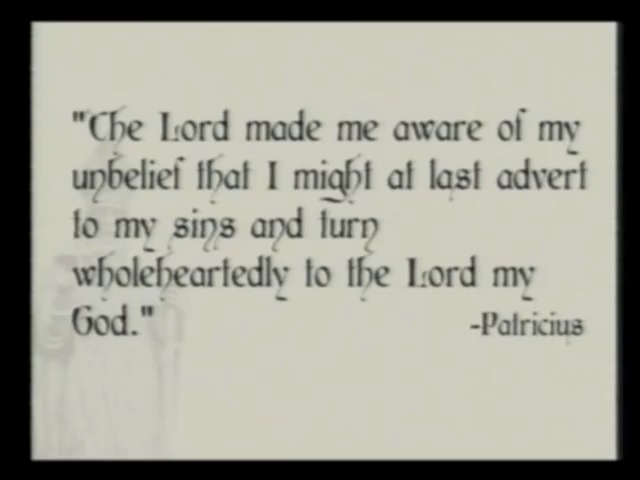 "The Lord made me aware of my
unbelief that I might at last advert
to my sins and turn
wholeheartedly to the Lord my
God."
-Patricius